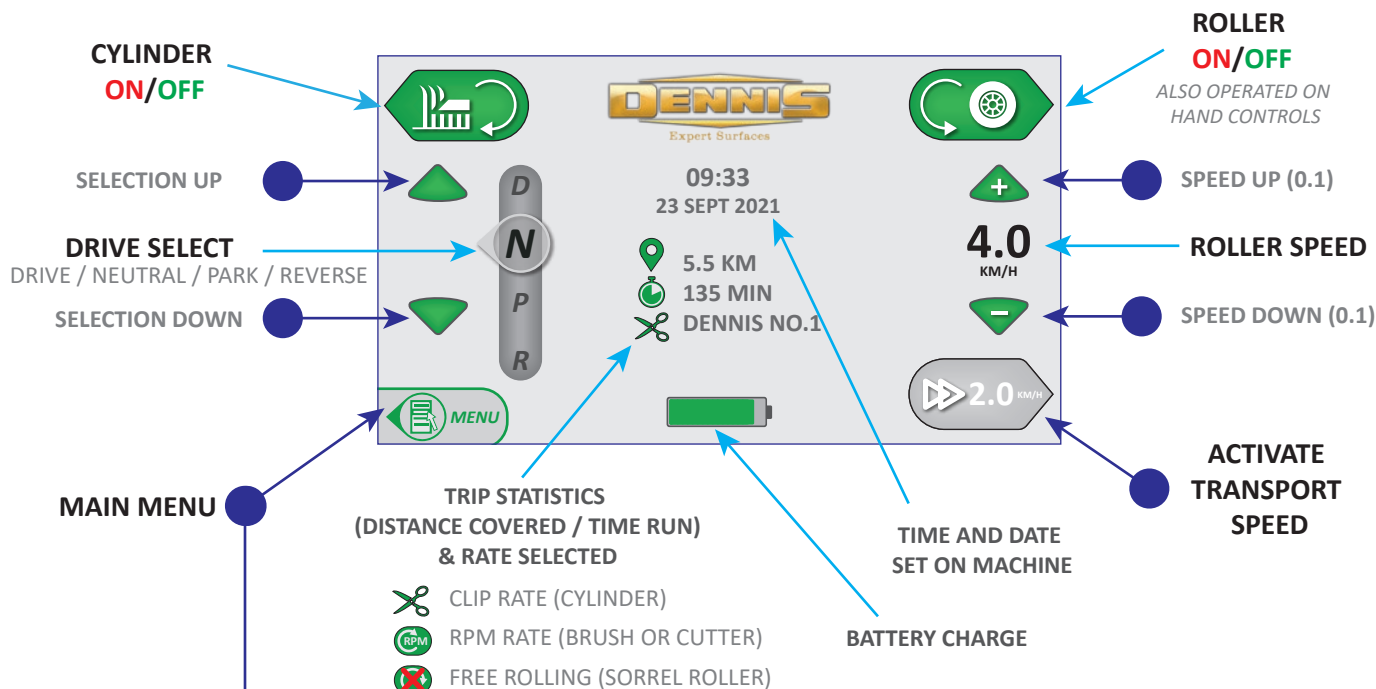 CYLINDER
ON/OFF
DENNIS
Expert Surfaces
ROLLER
ON/OFF
ALSO OPERATED ON
HAND CONTROLS
SELECTION UP
D
09:33
23 SEPT 2021
SPEED UP (0.1)
DRIVE SELECT
DRIVE / NEUTRAL / PARK / REVERSE
N
4.0
KM/H
ROLLER SPEED
5.5 KM
135 MIN
DENNIS NO.1
SELECTION DOWN
P
R
SPEED DOWN (0.1)
MENU
2.0 KM/H
MAIN MENU
TRIP STATISTICS
(DISTANCE COVERED / TIME RUN)
& RATE SELECTED
TIME AND DATE
SET ON MACHINE
ACTIVATE
TRANSPORT
SPEED
CLIP RATE (CYLINDER)
RPM
RPM RATE (BRUSH OR CUTTER)
FREE ROLLING (SORREL ROLLER)
BATTERY CHARGE